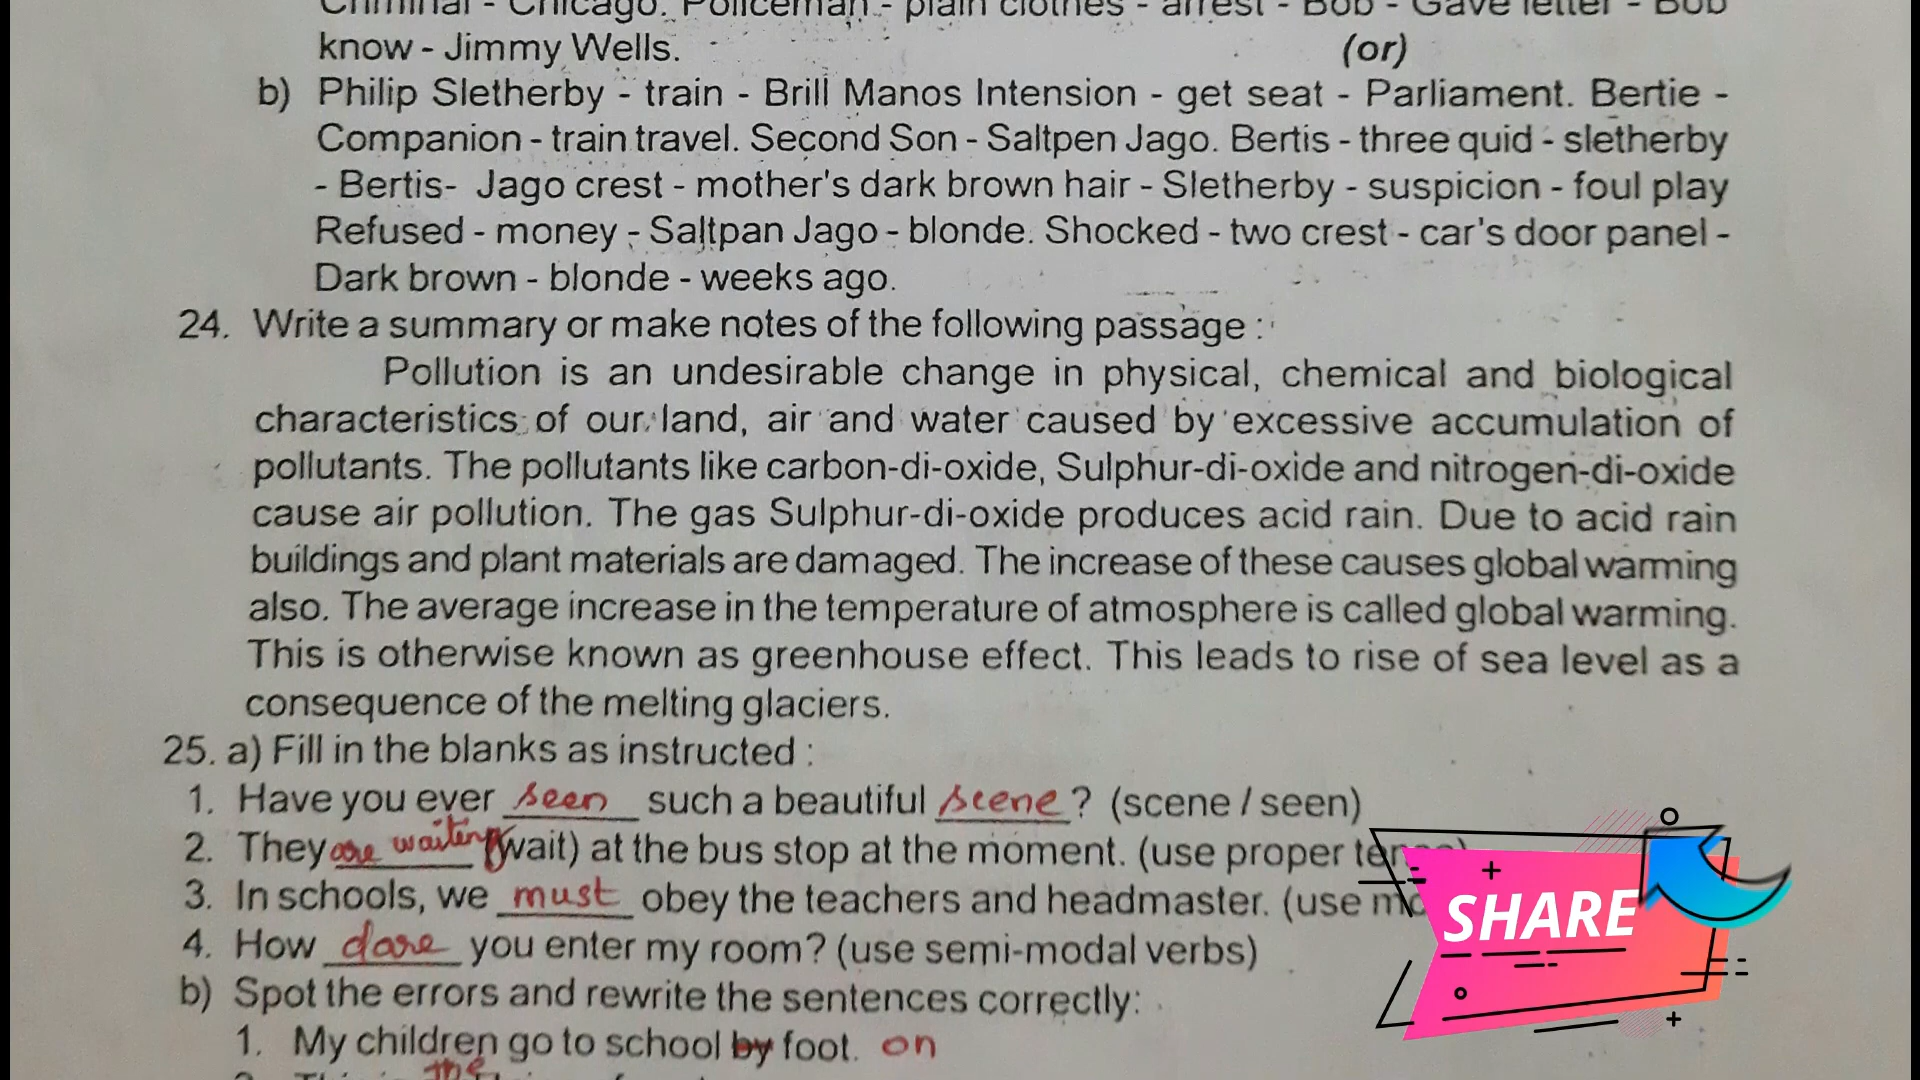 Criminal - Chicago. Policeman - plain clothes - arrest - Bob - Gave letter - Bob
know - Jimmy Wells. (or)
b) Philip Sletherby - train - Brill Manos Intension - get seat - Parliament. Bertie -
Companion - train travel. Second Son - Saltpen Jago. Bertis - three quid - sletherby
- Bertis- Jago crest - mother's dark brown hair - Sletherby - suspicion - foul play
Refused - money - Saltpan Jago - blonde. Shocked - two crest - car's door panel -
Dark brown - blonde - weeks ago.
24. Write a summary or make notes of the following passage :
Pollution is an undesirable change in physical, chemical and biological
characteristics of our land, air and water caused by excessive accumulation of
pollutants. The pollutants like carbon-di-oxide, Sulphur-di-oxide and nitrogen-di-oxide
cause air pollution. The gas Sulphur-di-oxide produces acid rain. Due to acid rain
buildings and plant materials are damaged. The increase of these causes global warming
also. The average increase in the temperature of atmosphere is called global warming.
This is otherwise known as greenhouse effect. This leads to rise of sea level as a
consequence of the melting glaciers.
25. a) Fill in the blanks as instructed :
1. Have you ever seen such a beautiful scene? (scene / seen)
2. They are waiting (wait) at the bus stop at the moment. (use proper tense)
3. In schools, we must obey the teachers and headmaster. (use
4. How dare you enter my room? (use semi-modal verbs)
b) Spot the errors and rewrite the sentences correctly:
1. My children go to school by foot. on
the
SHARE